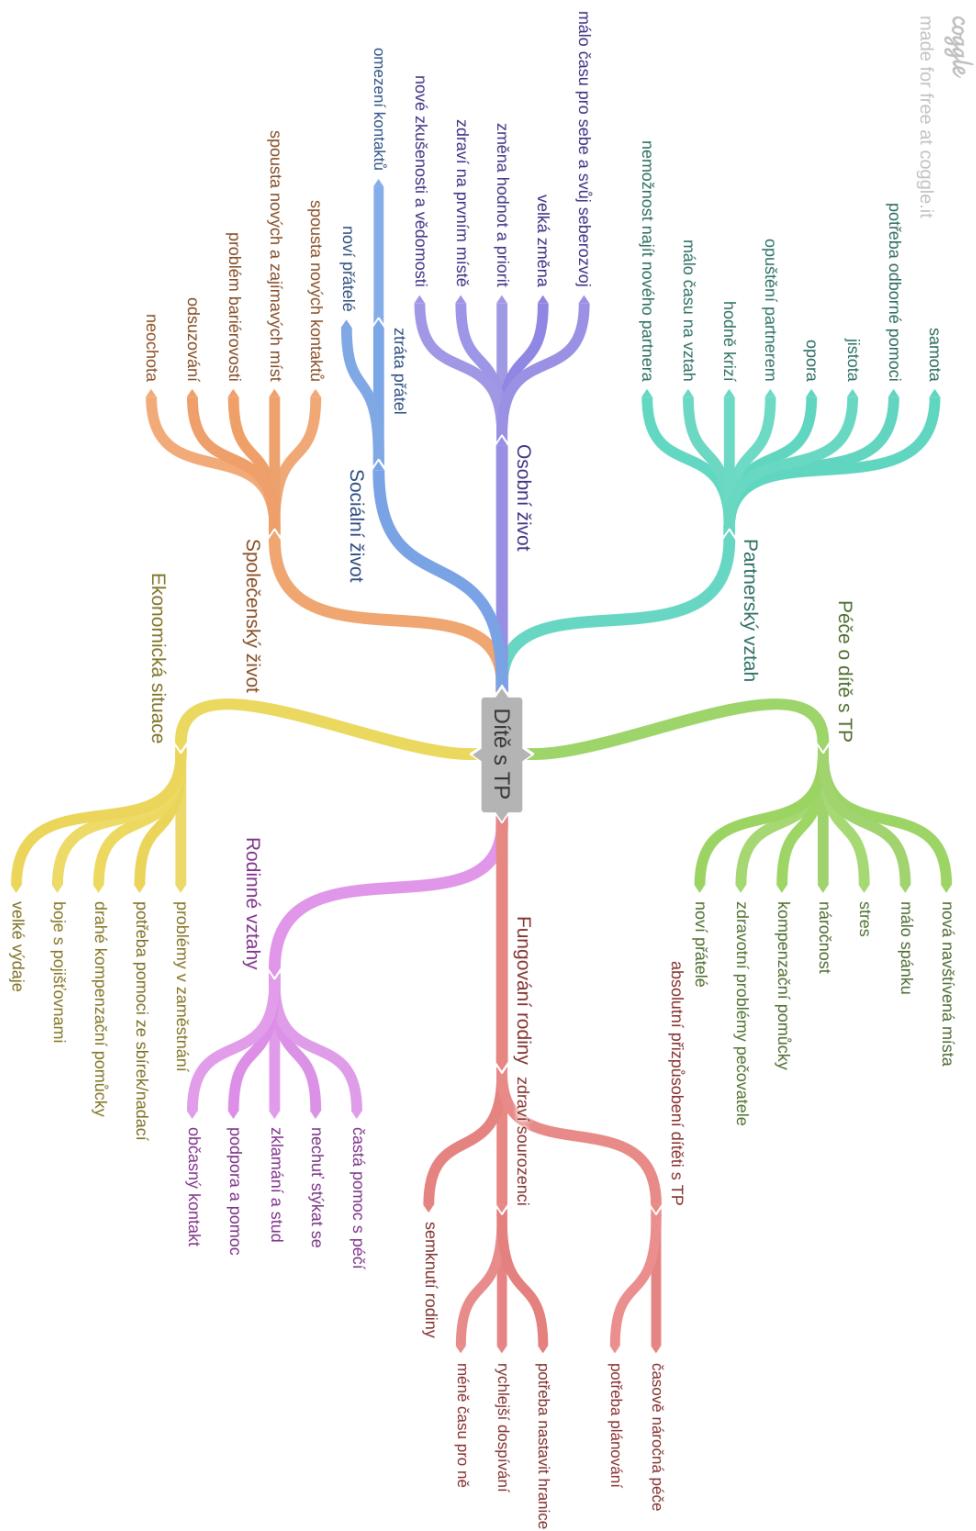 coggle
made for free at coggle.it
Dítě s TP
Péče o dítě s TP
nová navštívená místa
málo spánku
stres
náročnost
kompenzační pomůcky
zdravotní problémy pečovatele
noví přátelé
Fungování rodiny
absolutní přizpůsobení dítěti s TP
časově náročná péče
potřeba plánování
zdraví sourozenci
potřeba nastavit hranice
rychlejší dospívání
méně času pro ně
semknutí rodiny
Rodinné vztahy
častá pomoc s péčí
nechuť stýkat se
zklamání a stud
podpora a pomoc
občasný kontakt
Ekonomická situace
problémy v zaměstnání
potřeba pomoci ze sbírek/nadací
drahé kompenzační pomůcky
boje s pojišťovnami
velké výdaje
Partnerský vztah
samota
potřeba odborné pomoci
jistota
opora
opuštění partnerem
hodně krizí
málo času na vztah
nemožnost najít nového partnera
Osobní život
málo času pro sebe a svůj seberozvoj
velká změna
změna hodnot a priorit
zdraví na prvním místě
nové zkušenosti a vědomosti
Sociální život
ztráta přátel
omezení kontaktů
noví přátelé
Společenský život
spousta nových kontaktů
spousta nových a zajímavých míst
problém bariérovosti
odsuzování
neochota